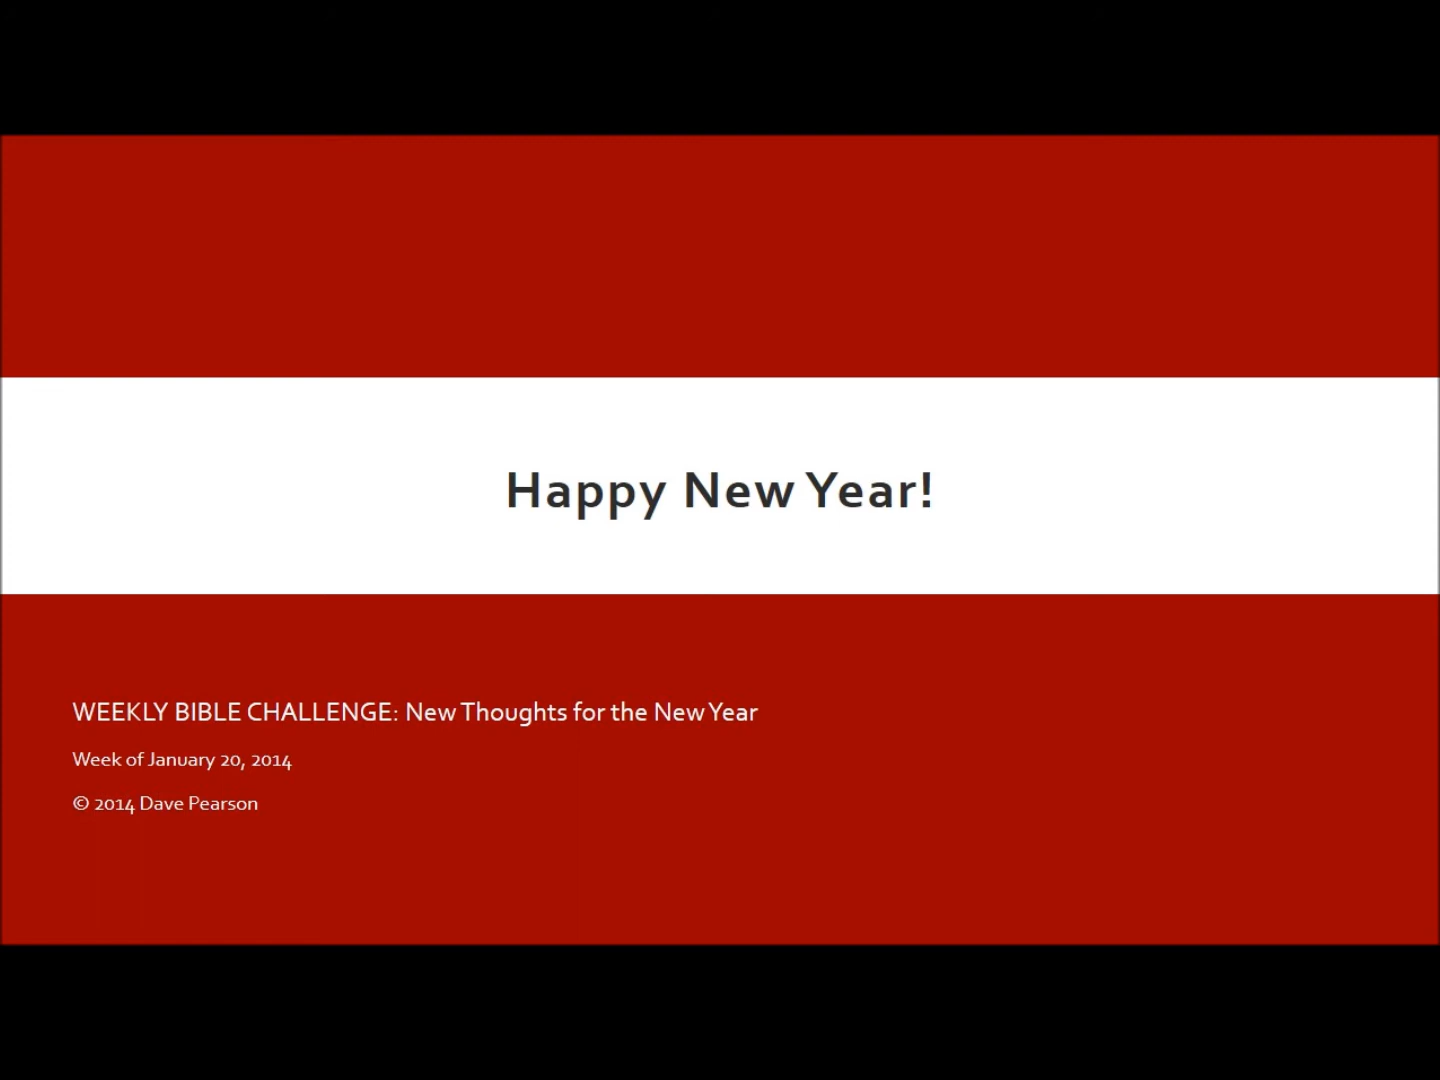 Happy New Year!
WEEKLY BIBLE CHALLENGE: New Thoughts for the New Year
Week of January 20, 2014
© 2014 Dave Pearson